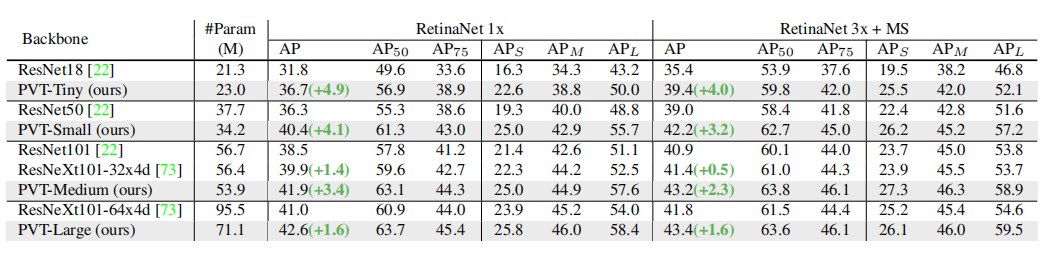 Backbone #Param (M) RetinaNet 1x RetinaNet 3x + MS
AP AP50 AP75 APS APM APL AP AP50 AP75 APS APM APL
ResNet18 [22] 21.3 31.8 49.6 33.6 16.3 34.3 43.2 35.4 53.9 37.6 19.5 38.2 46.8
PVT-Tiny (ours) 23.0 36.7(+4.9) 56.9 38.9 22.6 38.8 50.0 39.4(+4.0) 59.8 42.0 25.5 42.0 52.1
ResNet50 [22] 37.7 36.3 55.3 38.6 19.3 40.0 48.8 39.0 58.4 41.8 22.4 42.8 51.6
PVT-Small (ours) 34.2 40.4(+4.1) 61.3 43.0 25.0 42.9 55.7 42.2(+3.2) 62.7 45.0 26.2 45.2 57.2
ResNet101 [22] 56.7 38.5 57.8 41.2 21.4 42.6 51.1 40.9 60.1 44.0 23.7 45.0 53.8
ResNeXt101-32x4d [73] 56.4 39.9(+1.4) 59.6 42.7 22.3 44.2 52.5 41.4(+0.5) 61.0 44.3 23.9 45.5 53.7
PVT-Medium (ours) 53.9 41.9(+3.4) 63.1 44.3 25.0 44.9 57.6 43.2(+2.3) 63.8 46.1 27.3 46.3 58.9
ResNeXt101-64x4d [73] 95.5 41.0 60.9 44.0 23.9 45.2 54.0 41.8 61.5 44.4 25.2 45.4 54.6
PVT-Large (ours) 71.1 42.6(+1.6) 63.7 45.4 25.8 46.0 58.4 43.4(+1.6) 63.6 46.1 26.1 46.0 59.5